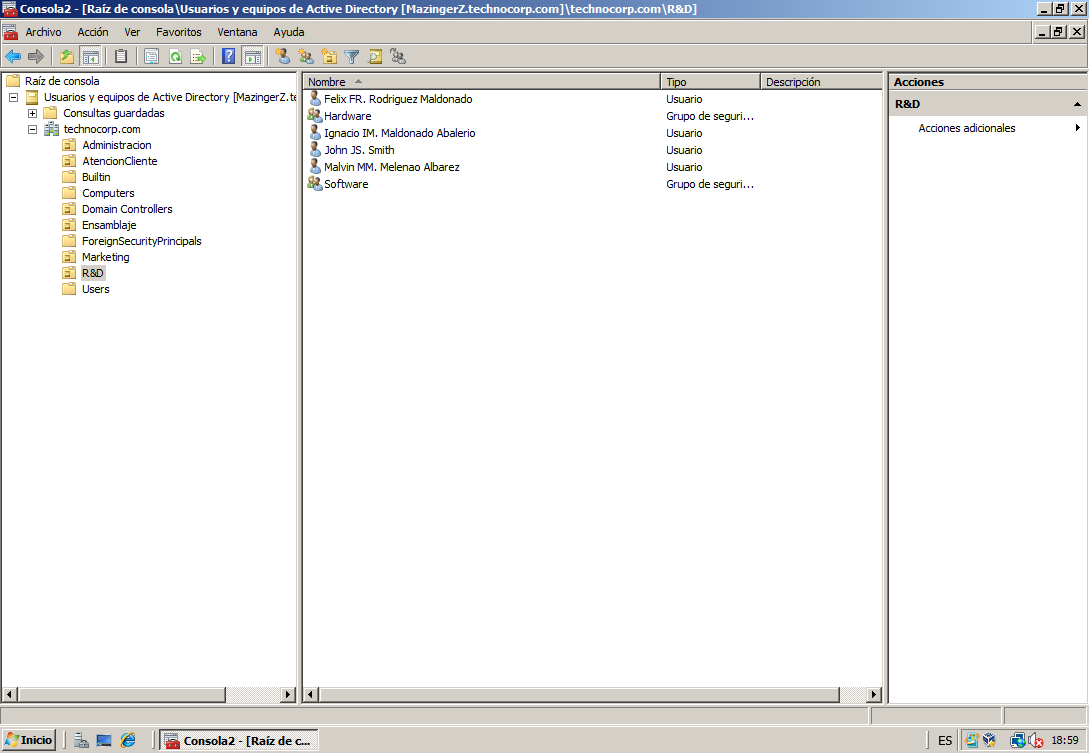 Consola2 - [Raíz de consola\Usuarios y equipos de Active Directory [MazingerZ.technocorp.com]\technocorp.com\R&D]
Archivo Acción Ver Favoritos Ventana Ayuda
Raíz de consola
Usuarios y equipos de Active Directory [MazingerZ.te
Consultas guardadas
technocorp.com
Administracion
AtencionCliente
Builtin
Computers
Domain Controllers
Ensamblaje
ForeignSecurityPrincipals
Marketing
R&D
Users
Nombre Tipo Descripción
Felix FR. Rodriguez Maldonado Usuario
Hardware Grupo de seguri...
Ignacio IM. Maldonado Abalerio Usuario
John JS. Smith Usuario
Malvin MM. Melenao Albarez Usuario
Software Grupo de seguri...
Acciones
R&D
Acciones adicionales
Inicio Consola2 - [Raíz de c... ES 18:59